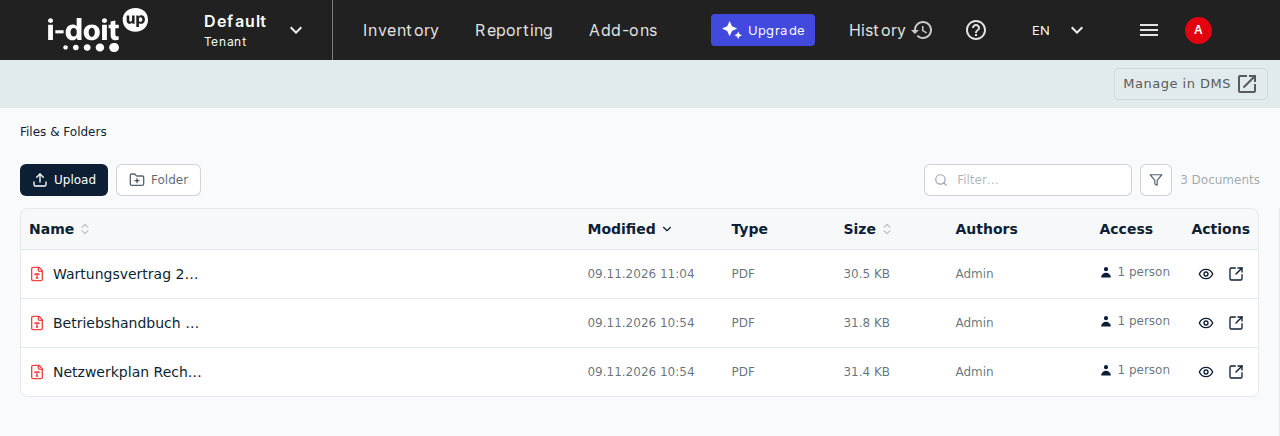 i-doit up
Default
Tenant
Inventory
Reporting
Add-ons
Upgrade
History
EN
A
Manage in DMS
Files & Folders
Upload
Folder
Filter...
3 Documents
Name Modified Type Size Authors Access Actions
Wartungsvertrag 2... 09.11.2026 11:04 PDF 30.5 KB Admin 1 person
Betriebshandbuch ... 09.11.2026 10:54 PDF 31.8 KB Admin 1 person
Netzwerkplan Rech... 09.11.2026 10:54 PDF 31.4 KB Admin 1 person